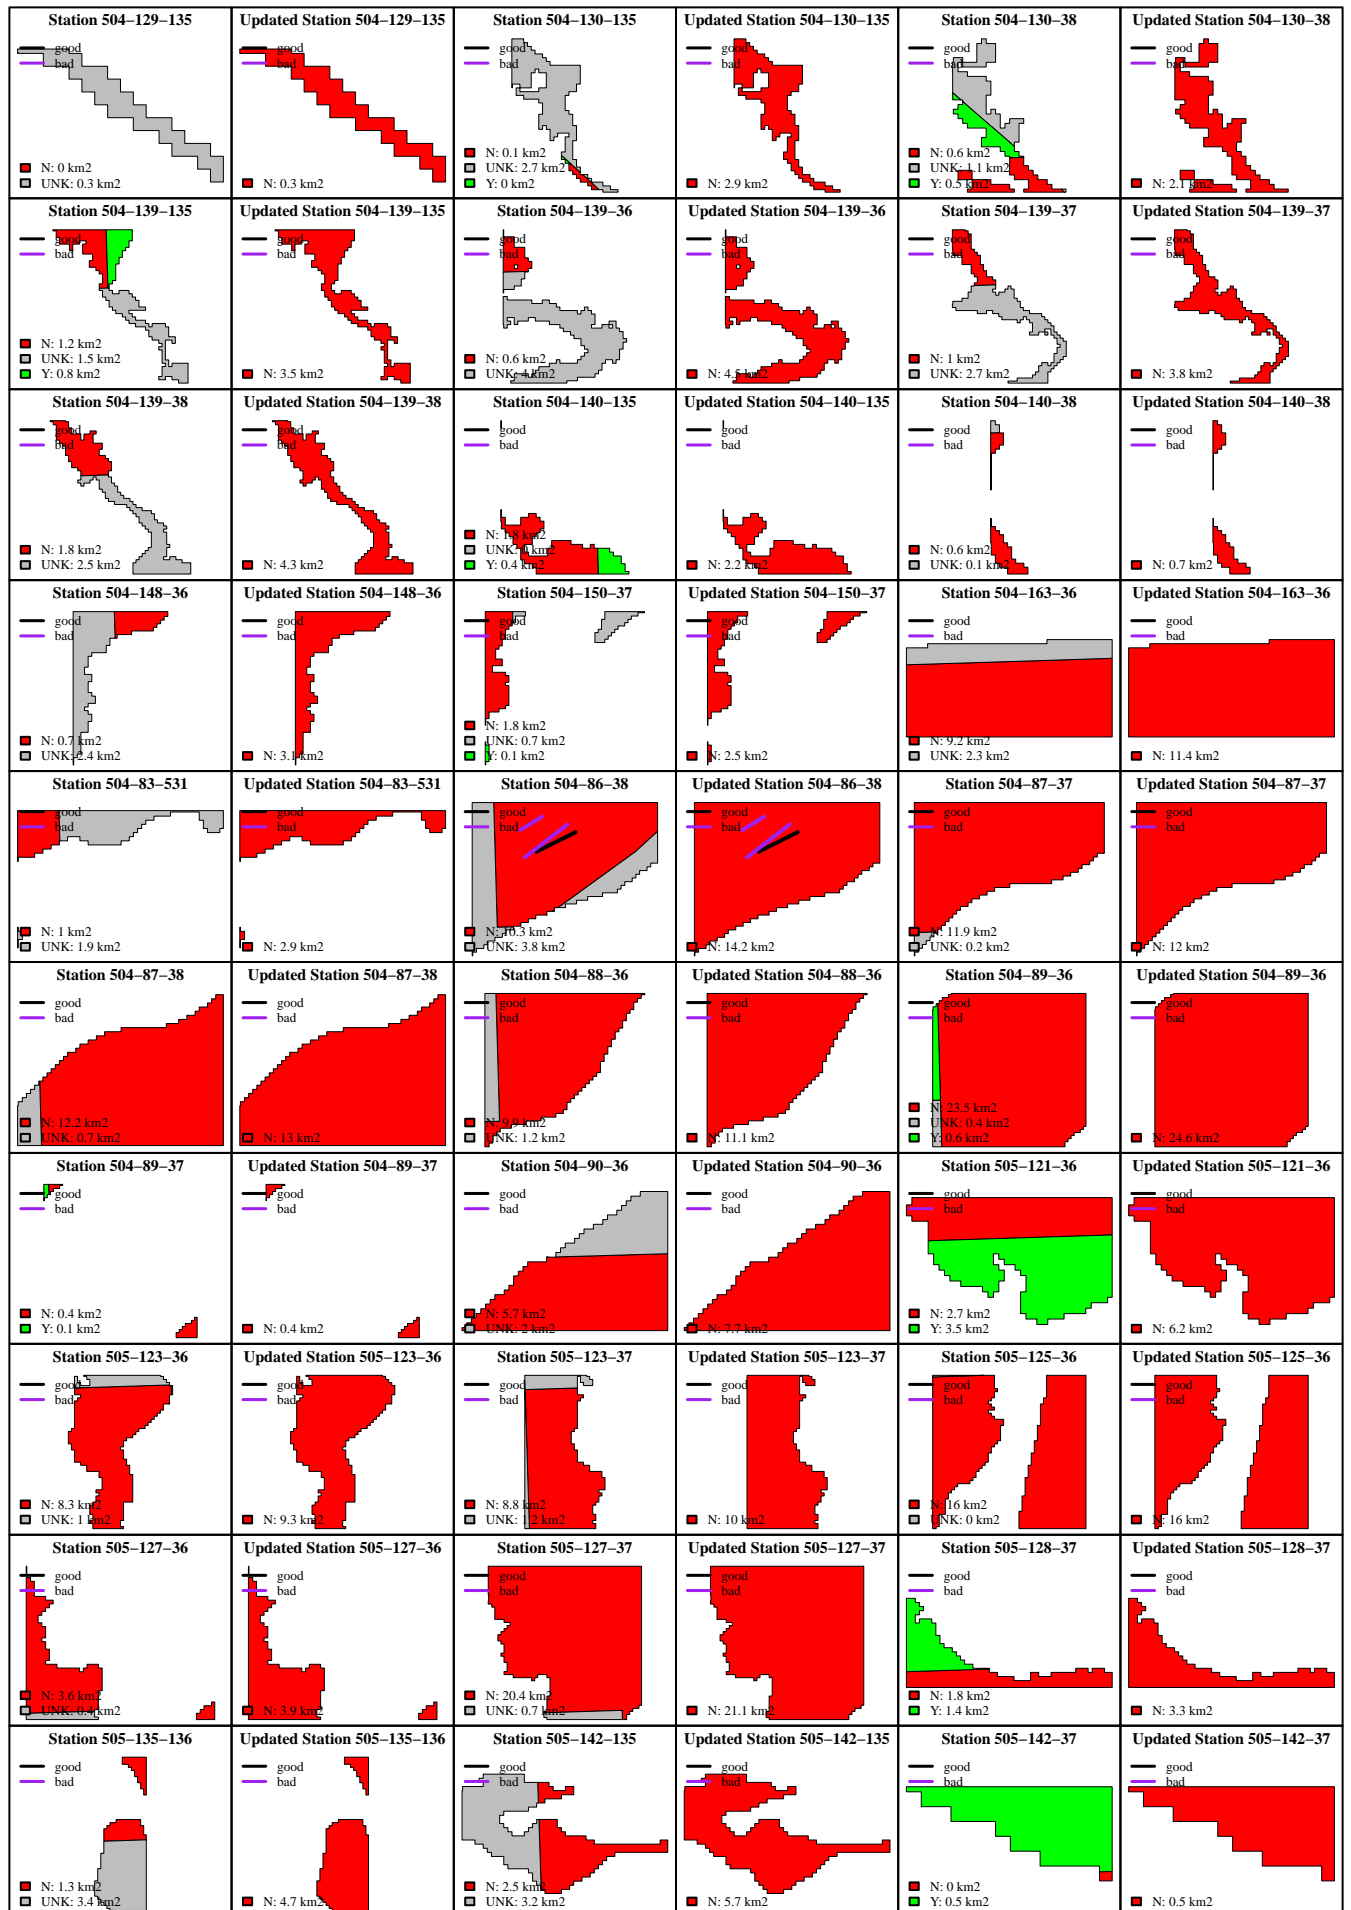 Station 504−129−135
good
bad
N: 0 km2
UNK: 0.3 km2
Updated Station 504−129−135
good
bad
N: 0.3 km2
Station 504−130−135
good
bad
N: 0.1 km2
UNK: 2.7 km2
Y: 0 km2
Updated Station 504−130−135
good
bad
N: 2.9 km2
Station 504−130−38
good
bad
N: 0.6 km2
UNK: 1.1 km2
Y: 0.5 km2
Updated Station 504−130−38
good
bad
N: 2.1 km2
Station 504−139−135
good
bad
N: 1.2 km2
UNK: 1.5 km2
Y: 0.8 km2
Updated Station 504−139−135
good
bad
N: 3.5 km2
Station 504−139−36
good
bad
N: 0.6 km2
UNK: 4 km2
Updated Station 504−139−36
good
bad
N: 4.5 km2
Station 504−139−37
good
bad
N: 1 km2
UNK: 2.7 km2
Updated Station 504−139−37
good
bad
N: 3.8 km2
Station 504−139−38
good
bad
N: 1.8 km2
UNK: 2.5 km2
Updated Station 504−139−38
good
bad
N: 4.3 km2
Station 504−140−135
good
bad
N: 1.8 km2
UNK: 0 km2
Y: 0.4 km2
Updated Station 504−140−135
good
bad
N: 2.2 km2
Station 504−140−38
good
bad
N: 0.6 km2
UNK: 0.1 km2
Updated Station 504−140−38
good
bad
N: 0.7 km2
Station 504−148−36
good
bad
N: 0.7 km2
UNK: 2.4 km2
Updated Station 504−148−36
good
bad
N: 3.1 km2
Station 504−150−37
good
bad
N: 1.8 km2
UNK: 0.7 km2
Y: 0.1 km2
Updated Station 504−150−37
good
bad
N: 2.5 km2
Station 504−163−36
good
bad
N: 9.2 km2
UNK: 2.3 km2
Updated Station 504−163−36
good
bad
N: 11.4 km2
Station 504−83−531
good
bad
N: 1 km2
UNK: 1.9 km2
Updated Station 504−83−531
good
bad
N: 2.9 km2
Station 504−86−38
good
bad
N: 10.3 km2
UNK: 3.8 km2
Updated Station 504−86−38
good
bad
N: 14.2 km2
Station 504−87−37
good
bad
N: 11.9 km2
UNK: 0.2 km2
Updated Station 504−87−37
good
bad
N: 12 km2
Station 504−87−38
good
bad
N: 12.2 km2
UNK: 0.7 km2
Updated Station 504−87−38
good
bad
N: 13 km2
Station 504−88−36
good
bad
N: 9.9 km2
UNK: 1.2 km2
Updated Station 504−88−36
good
bad
N: 11.1 km2
Station 504−89−36
good
bad
N: 23.5 km2
UNK: 0.4 km2
Y: 0.6 km2
Updated Station 504−89−36
good
bad
N: 24.6 km2
Station 504−89−37
good
bad
N: 0.4 km2
Y: 0.1 km2
Updated Station 504−89−37
good
bad
N: 0.4 km2
Station 504−90−36
good
bad
N: 5.7 km2
UNK: 2 km2
Updated Station 504−90−36
good
bad
N: 7.7 km2
Station 505−121−36
good
bad
N: 2.7 km2
Y: 3.5 km2
Updated Station 505−121−36
good
bad
N: 6.2 km2
Station 505−123−36
good
bad
N: 8.3 km2
UNK: 1 km2
Updated Station 505−123−36
good
bad
N: 9.3 km2
Station 505−123−37
good
bad
N: 8.8 km2
UNK: 1.2 km2
Updated Station 505−123−37
good
bad
N: 10 km2
Station 505−125−36
good
bad
N: 16 km2
UNK: 0 km2
Updated Station 505−125−36
good
bad
N: 16 km2
Station 505−127−36
good
bad
N: 3.6 km2
UNK: 0.4 km2
Updated Station 505−127−36
good
bad
N: 3.9 km2
Station 505−127−37
good
bad
N: 20.4 km2
UNK: 0.7 km2
Updated Station 505−127−37
good
bad
N: 21.1 km2
Station 505−128−37
good
bad
N: 1.8 km2
Y: 1.4 km2
Updated Station 505−128−37
good
bad
N: 3.3 km2
Station 505−135−136
good
bad
N: 1.3 km2
UNK: 3.4 km2
Updated Station 505−135−136
good
bad
N: 4.7 km2
Station 505−142−135
good
bad
N: 2.5 km2
UNK: 3.2 km2
Updated Station 505−142−135
good
bad
N: 5.7 km2
Station 505−142−37
good
bad
N: 0 km2
Y: 0.5 km2
Updated Station 505−142−37
good
bad
N: 0.5 km2